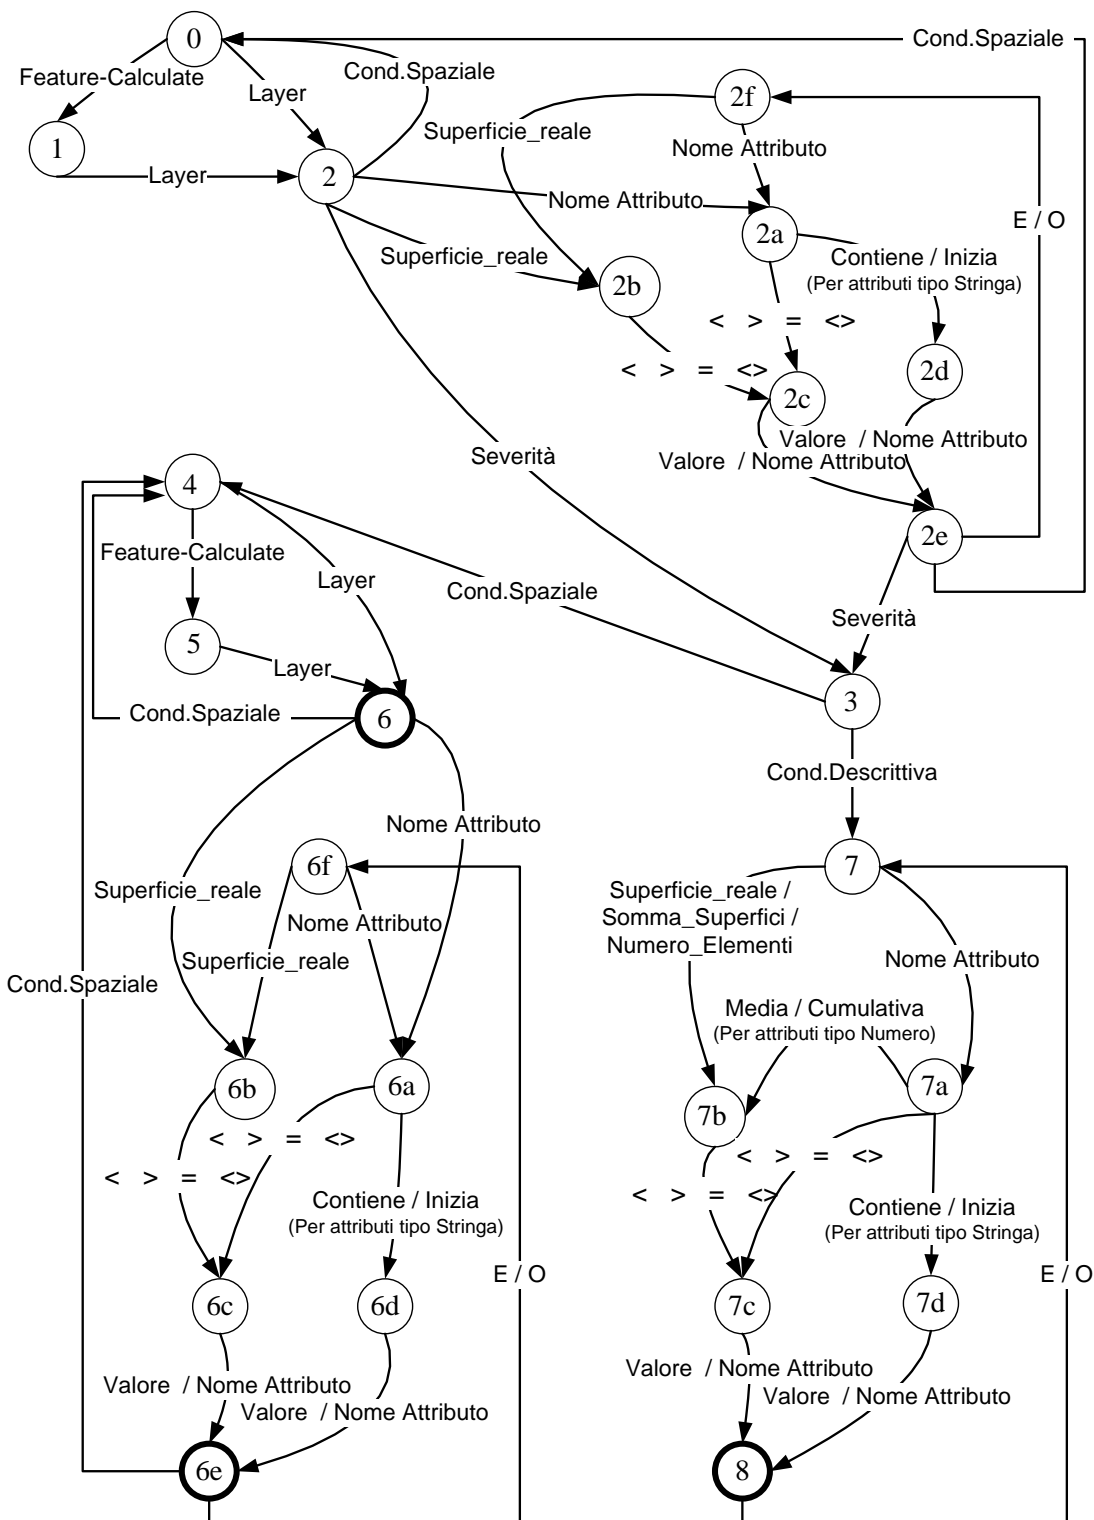 0
Cond.Spaziale
Feature-Calculate
Cond.Spaziale
Layer
2f
Superficie_reale
1
Nome Attributo
Layer
2
Nome Attributo
E / O
2a
Superficie_reale
Contiene / Inizia
(Per attributi tipo Stringa)
2b
< > = <>
< > = <>
2d
2c
Valore / Nome Attributo
Severità
Valore / Nome Attributo
4
2e
Feature-Calculate
Layer
Cond.Spaziale
Severità
5
Layer
3
Cond.Spaziale
6
Cond.Descrittiva
Nome Attributo
6f
7
Superficie_reale
Superficie_reale /
Somma_Superfici /
Numero_Elementi
Nome Attributo
Superficie_reale
Nome Attributo
Cond.Spaziale
Media / Cumulativa
(Per attributi tipo Numero)
6b
6a
7a
7b
< > = <>
< > = <>
< > = <>
< > = <>
Contiene / Inizia
(Per attributi tipo Stringa)
Contiene / Inizia
(Per attributi tipo Stringa)
E / O
E / O
6c
6d
7c
7d
Valore / Nome Attributo
Valore / Nome Attributo
Valore / Nome Attributo
Valore / Nome Attributo
6e
8